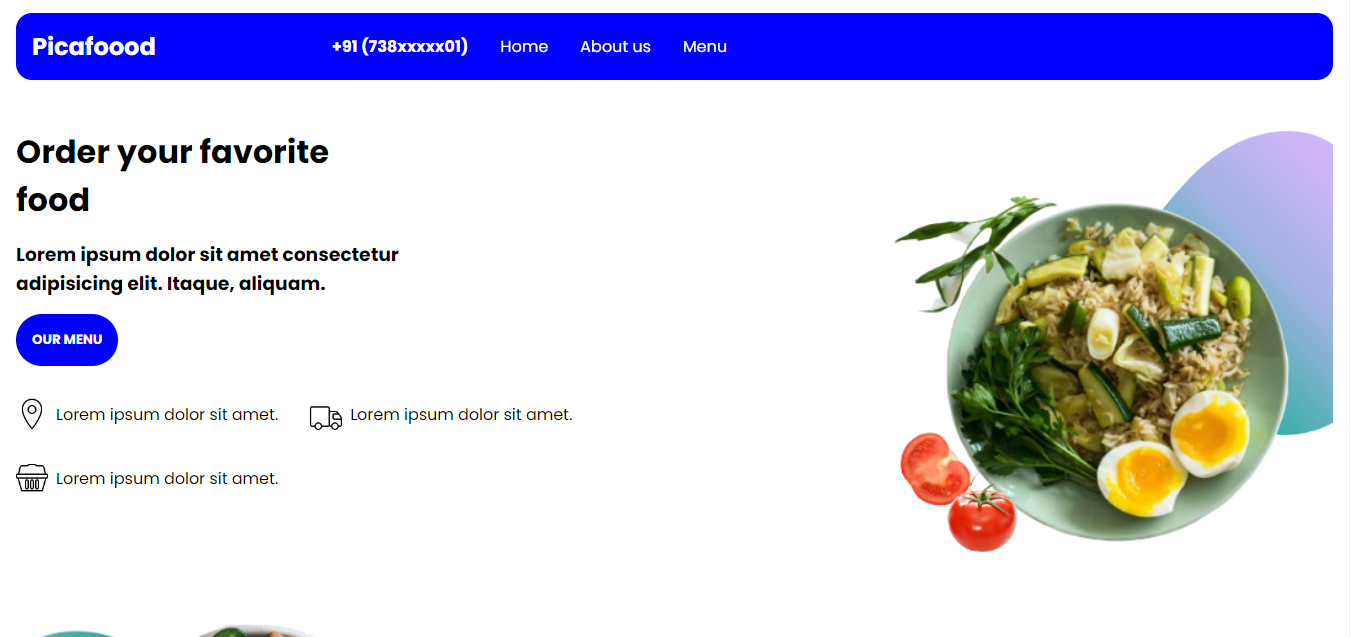 Picafoood +91 (738xxxxx01) Home About us Menu
Order your favorite
food
Lorem ipsum dolor sit amet consectetur
adipisicing elit. Itaque, aliquam.
OUR MENU
Lorem ipsum dolor sit amet. Lorem ipsum dolor sit amet.
Lorem ipsum dolor sit amet.